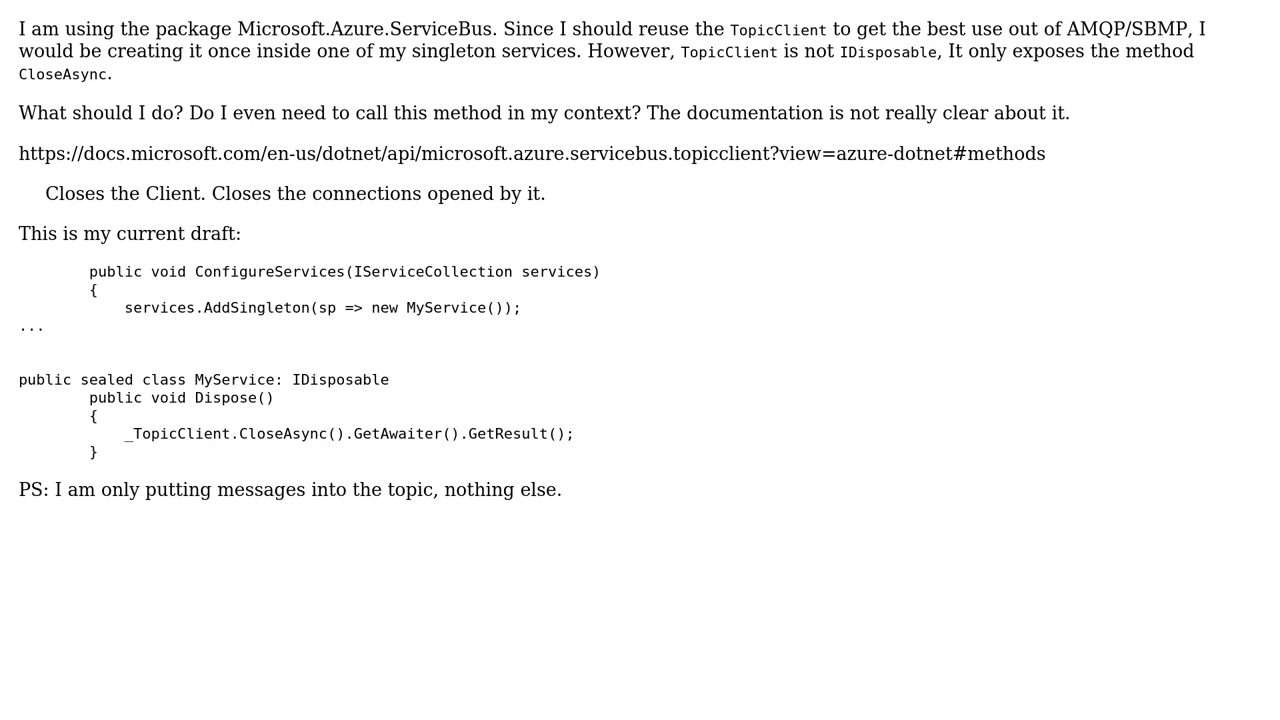 I am using the package Microsoft.Azure.ServiceBus. Since I should reuse the TopicClient to get the best use out of AMQP/SBMP, I
would be creating it once inside one of my singleton services. However, TopicClient is not IDisposable, It only exposes the method
CloseAsync.
What should I do? Do I even need to call this method in my context? The documentation is not really clear about it.
https://docs.microsoft.com/en-us/dotnet/api/microsoft.azure.servicebus.topicclient?view=azure-dotnet#methods
Closes the Client. Closes the connections opened by it.
This is my current draft:
        public void ConfigureServices(IServiceCollection services)
        {
            services.AddSingleton(sp => new MyService());
...
public sealed class MyService: IDisposable
        public void Dispose()
        {
            _TopicClient.CloseAsync().GetAwaiter().GetResult();
        }
PS: I am only putting messages into the topic, nothing else.